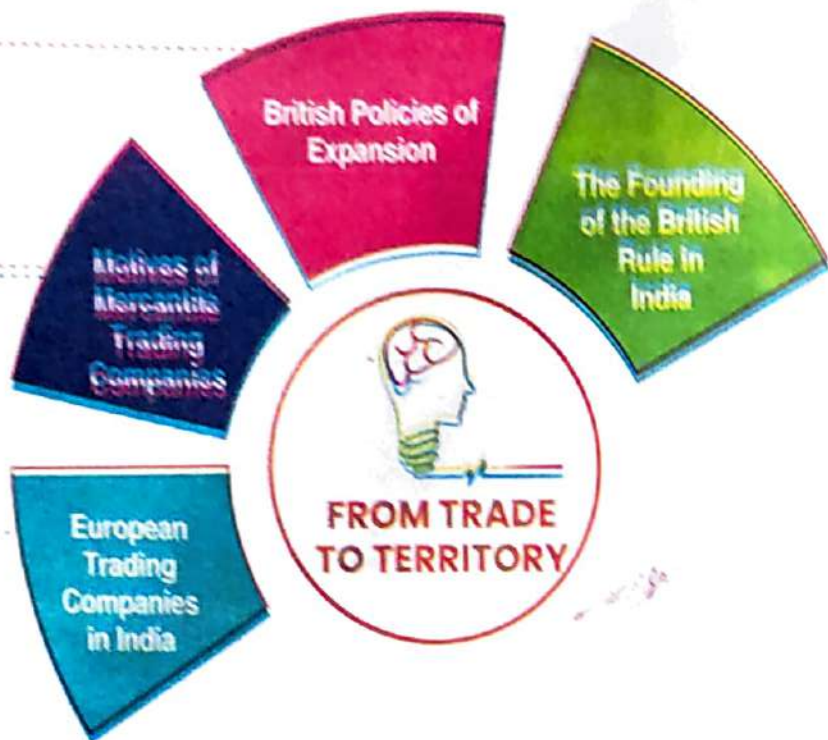 British Policies of
Expansion
The Founding
of the British
Rule in
India
Motives of
Mercantile
Trading
Companies
European
Trading
Companies
in India
FROM TRADE
TO TERRITORY